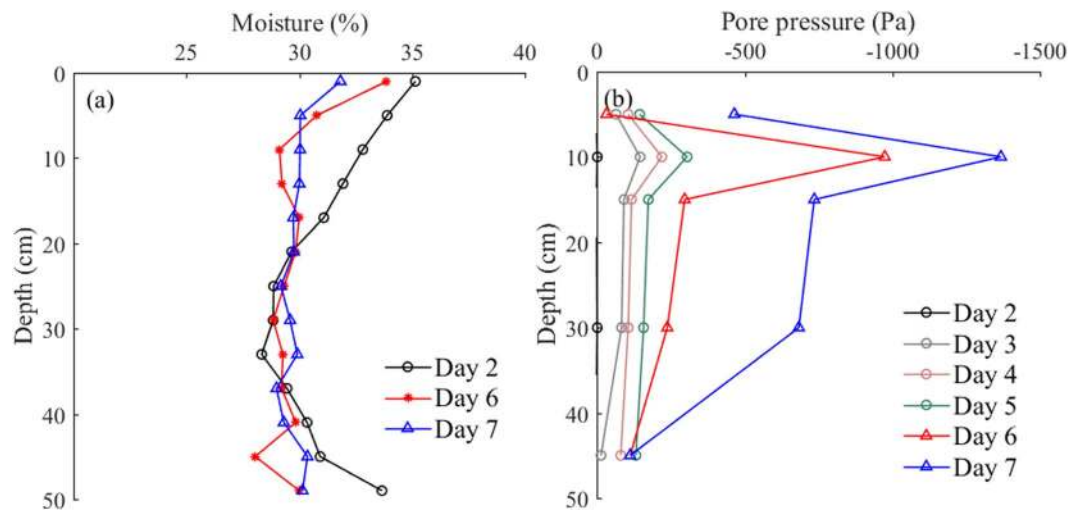 Moisture (%)
25 30 35 40
0
10
20
30
40
50
Depth (cm)
(a)
Day 2
Day 6
Day 7
Pore pressure (Pa)
0 -500 -1000 -1500
0
10
20
30
40
50
Depth (cm)
(b)
Day 2
Day 3
Day 4
Day 5
Day 6
Day 7